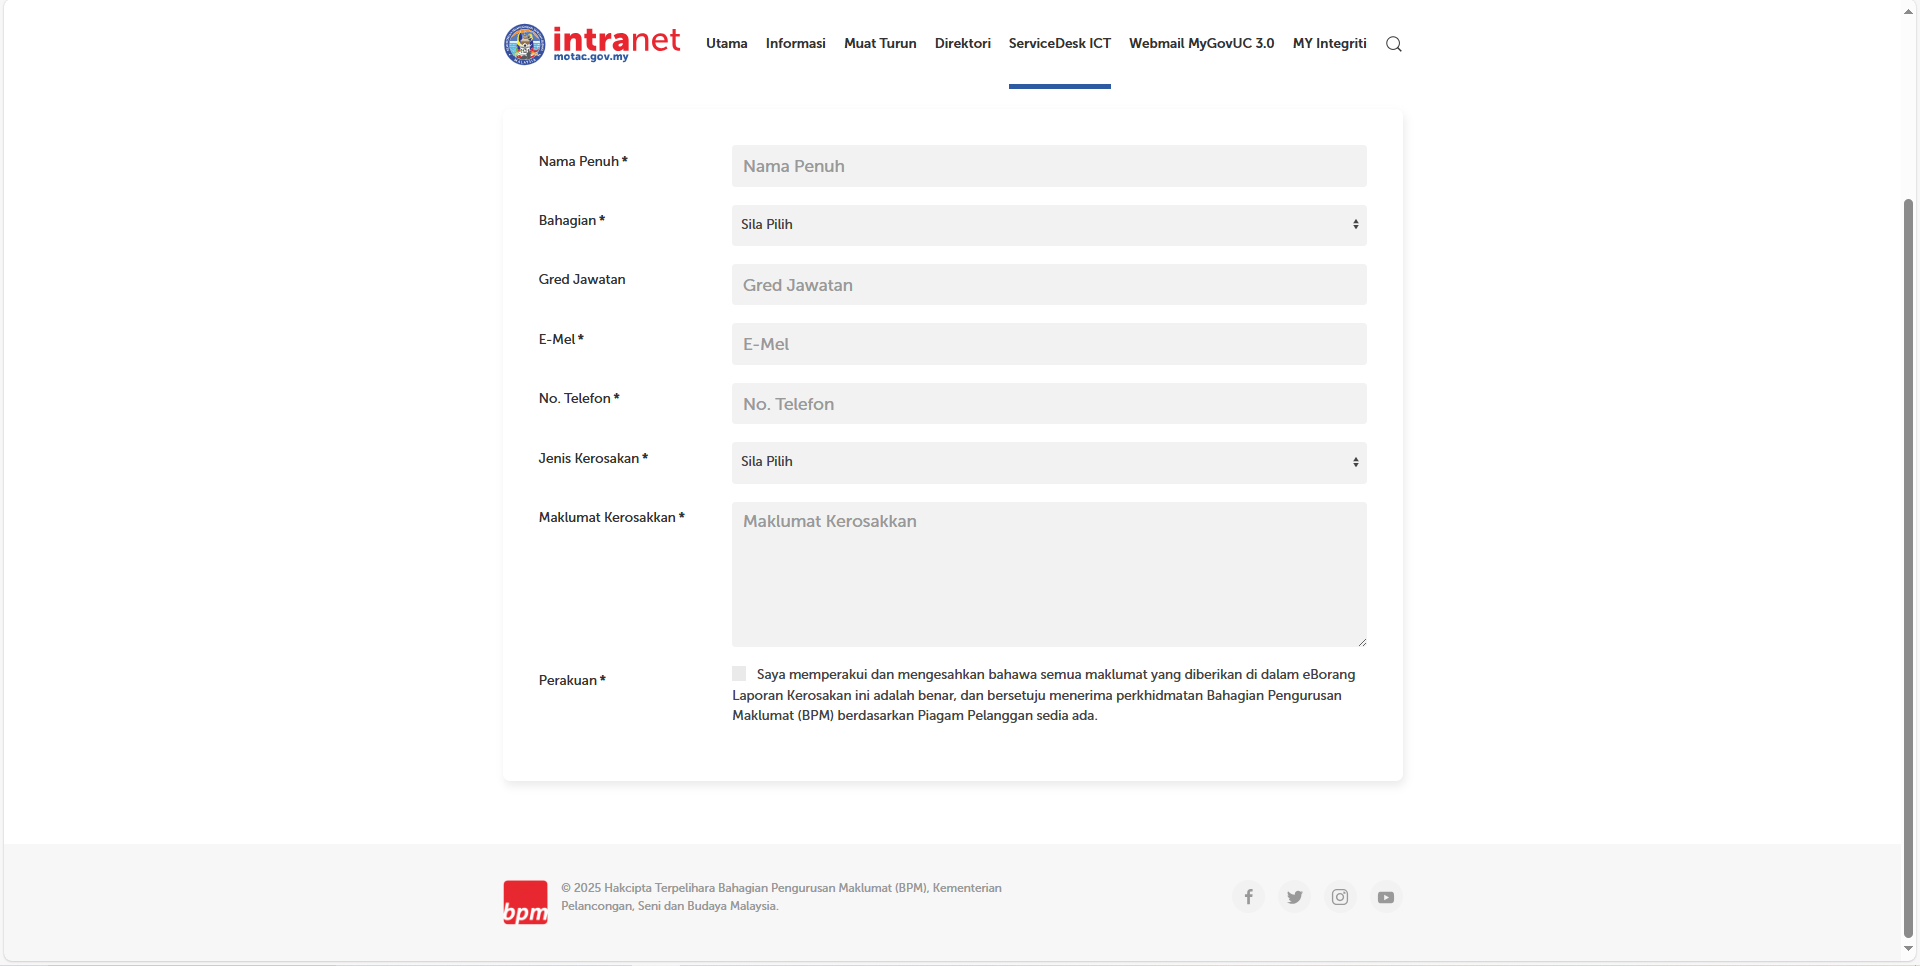 intranet
motac.gov.my
Utama Informasi Muat Turun Direktori ServiceDesk ICT Webmail MyGovUC 3.0 MY Integriti
Nama Penuh * Nama Penuh
Bahagian * Sila Pilih
Gred Jawatan Gred Jawatan
E-Mel * E-Mel
No. Telefon * No. Telefon
Jenis Kerosakan * Sila Pilih
Maklumat Kerosakkan * Maklumat Kerosakkan
Perakuan * Saya memperakui dan mengesahkan bahawa semua maklumat yang diberikan di dalam eBorang
Laporan Kerosakan ini adalah benar, dan bersetuju menerima perkhidmatan Bahagian Pengurusan
Maklumat (BPM) berdasarkan Piagam Pelanggan sedia ada.
bpm
© 2025 Hakcipta Terpelihara Bahagian Pengurusan Maklumat (BPM), Kementerian
Pelancongan, Seni dan Budaya Malaysia.